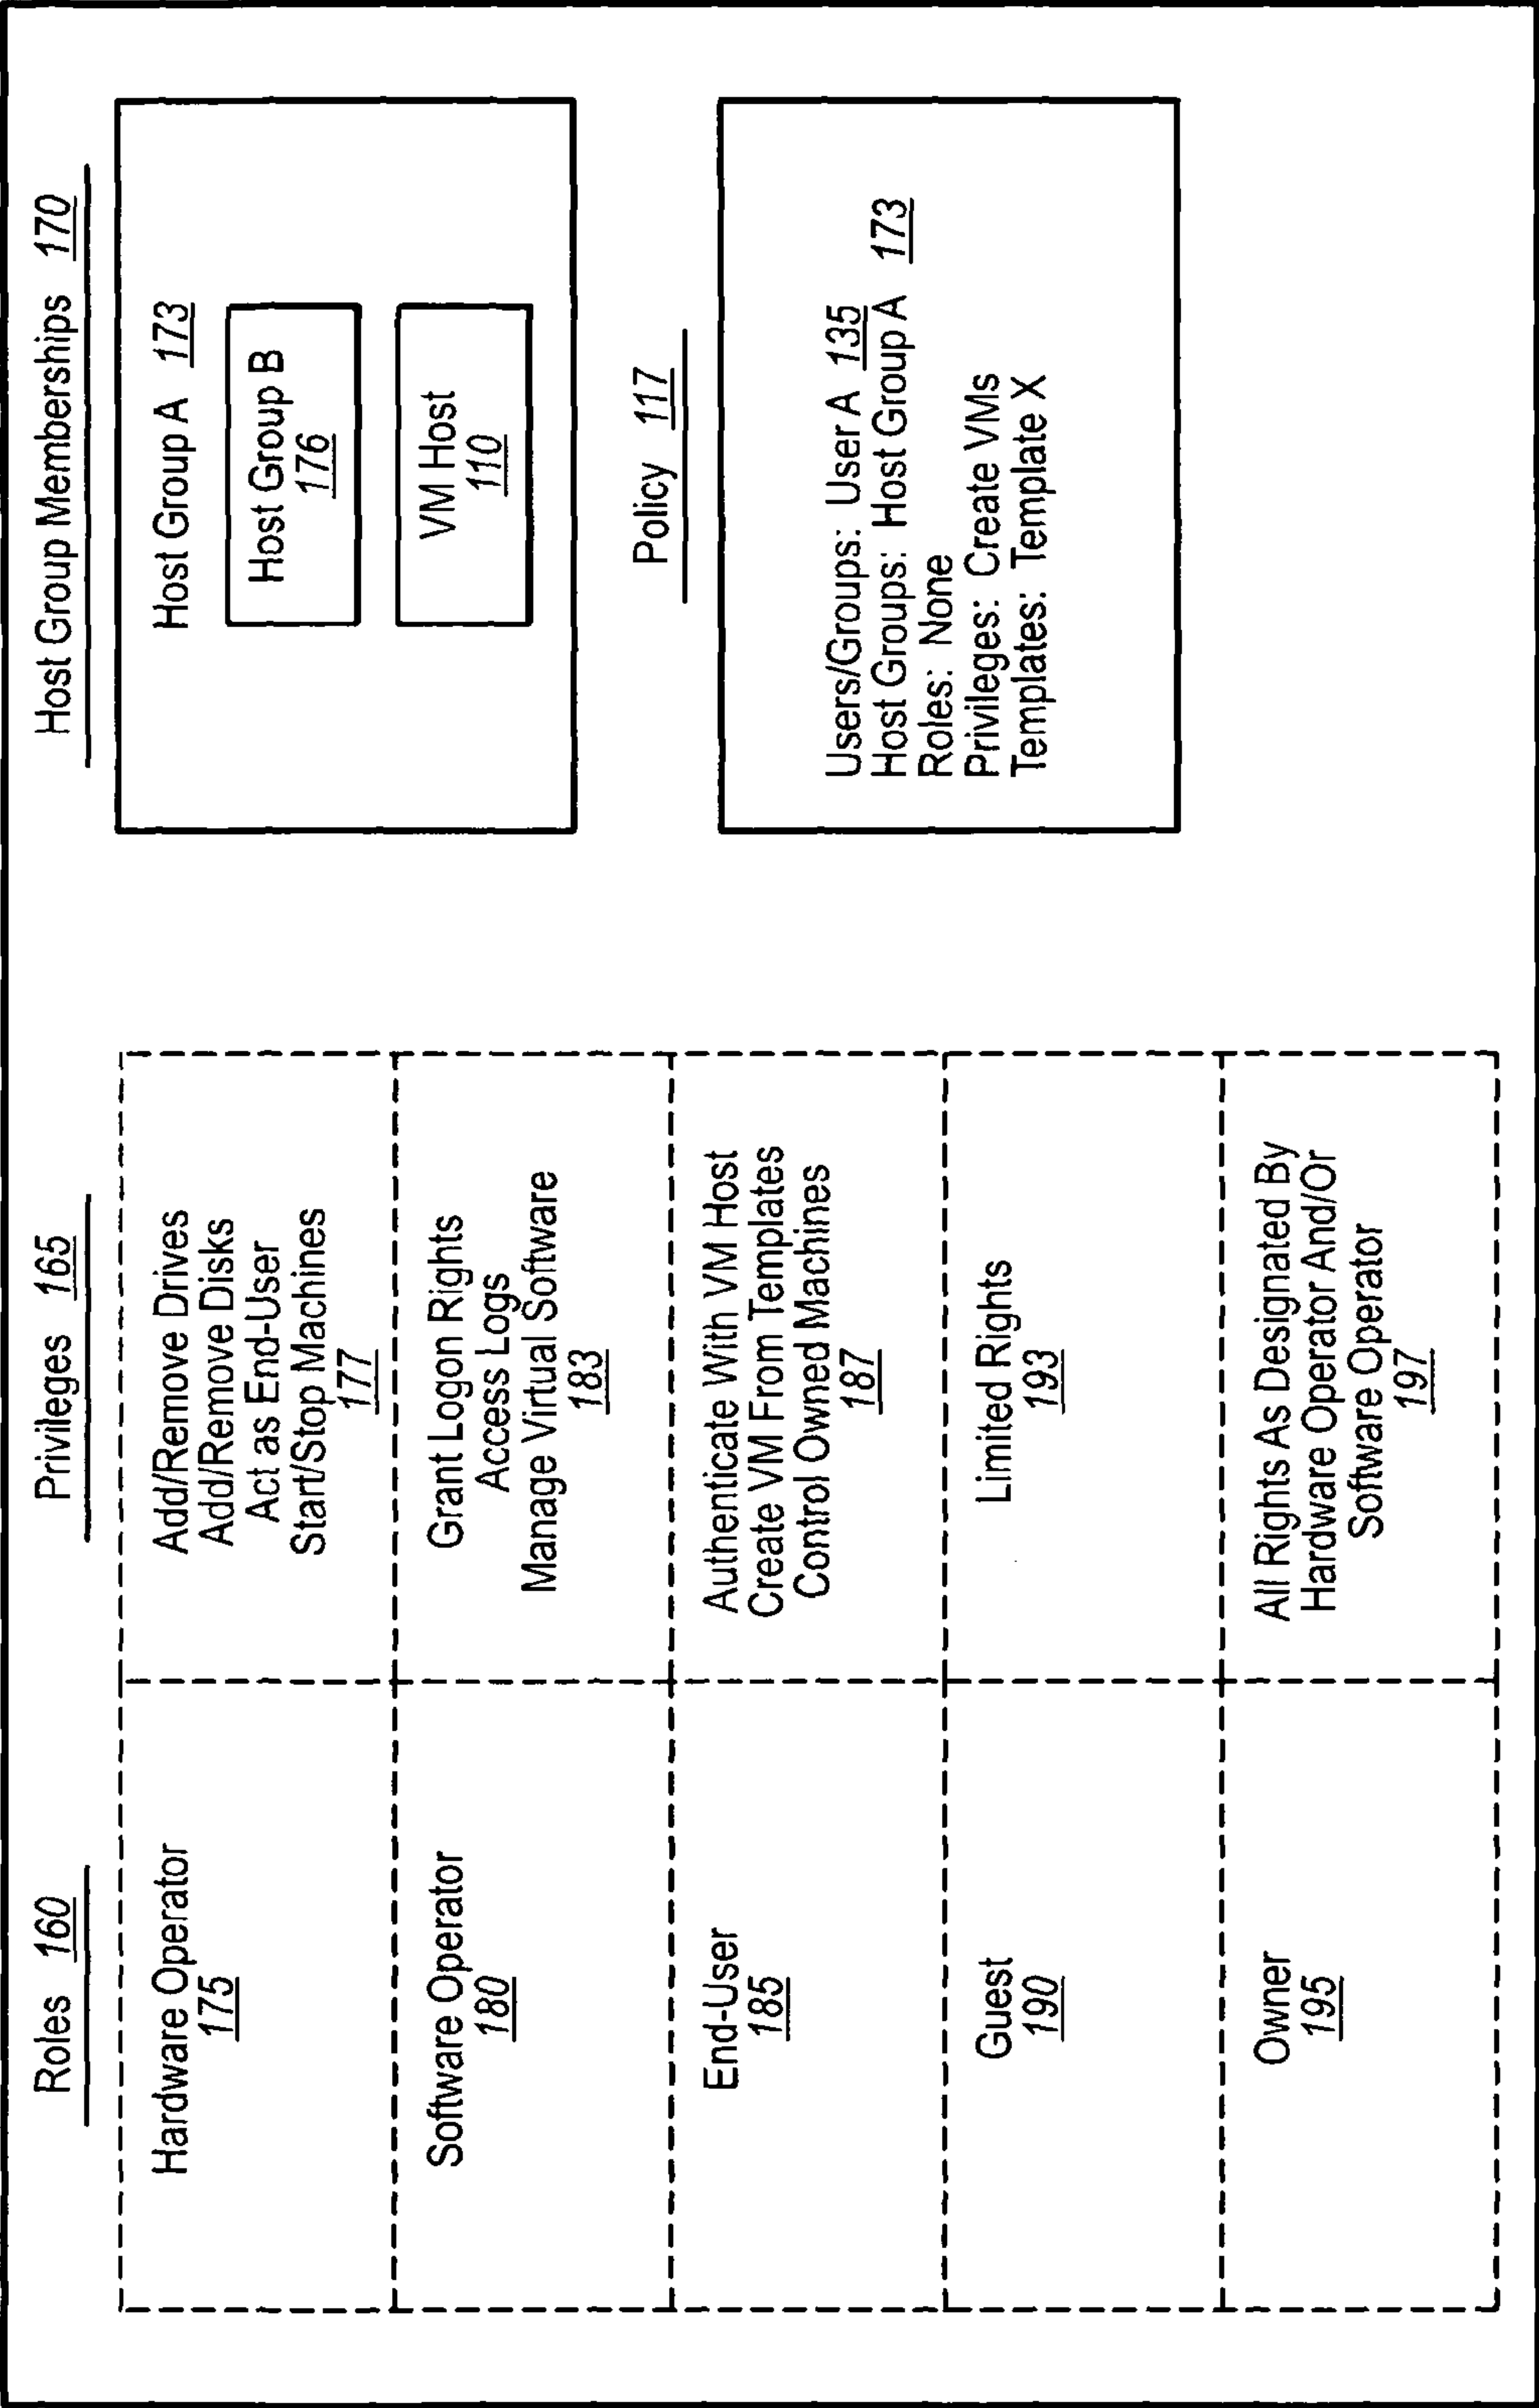 Roles 160
Privileges 165
Hardware Operator
175
Add/Remove Drives
Add/Remove Disks
Act as End-User
Start/Stop Machines
177
Software Operator
180
Grant Logon Rights
Access Logs
Manage Virtual Software
183
End-User
185
Authenticate With VM Host
Create VM From Templates
Control Owned Machines
187
Guest
190
Limited Rights
193
Owner
195
All Rights As Designated By
Hardware Operator And/Or
Software Operator
197
Host Group Memberships 170
Host Group A 173
Host Group B
176
VM Host
110
Policy 117
Users/Groups: User A 135
Host Groups: Host Group A 173
Roles: None
Privileges: Create VMs
Templates: Template X